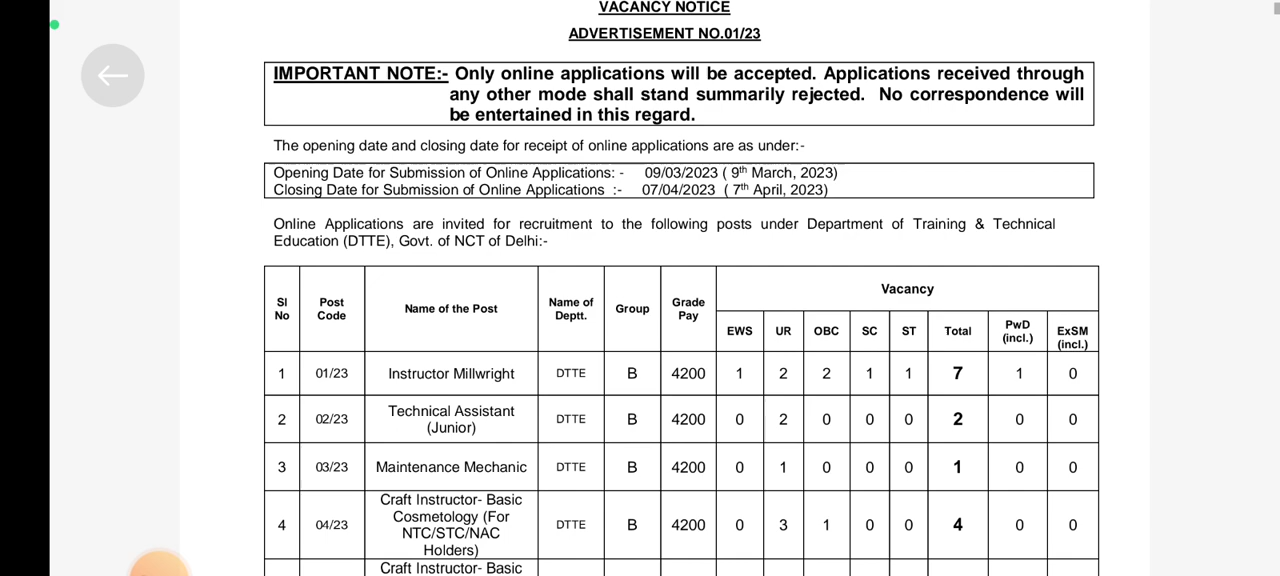 VACANCY NOTICE
ADVERTISEMENT NO.01/23
IMPORTANT NOTE:- Only online applications will be accepted. Applications received through
any other mode shall stand summarily rejected. No correspondence will
be entertained in this regard.
The opening date and closing date for receipt of online applications are as under:-
Opening Date for Submission of Online Applications: - 09/03/2023 ( 9th March, 2023)
Closing Date for Submission of Online Applications :- 07/04/2023 ( 7th April, 2023)
Online Applications are invited for recruitment to the following posts under Department of Training & Technical
Education (DTTE), Govt. of NCT of Delhi:-
Sl No Post Code Name of the Post Name of Deptt. Group Grade Pay Vacancy
EWS UR OBC SC ST Total PwD (incl.) ExSM (incl.)
1 01/23 Instructor Millwright DTTE B 4200 1 2 2 1 1 7 1 0
2 02/23 Technical Assistant (Junior) DTTE B 4200 0 2 0 0 0 2 0 0
3 03/23 Maintenance Mechanic DTTE B 4200 0 1 0 0 0 1 0 0
4 04/23 Craft Instructor- Basic Cosmetology (For NTC/STC/NAC Holders) DTTE B 4200 0 3 1 0 0 4 0 0
Craft Instructor- Basic